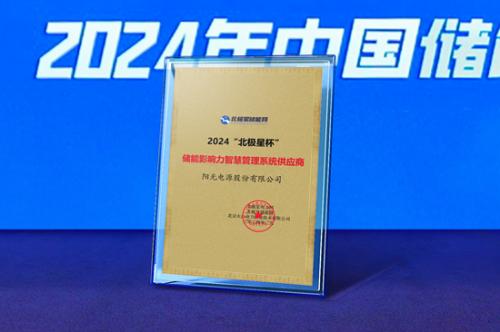 2024年中国储
北极星储能网
2024“北极星杯”
储能影响力智慧管理系统供应商
阳光电源股份有限公司